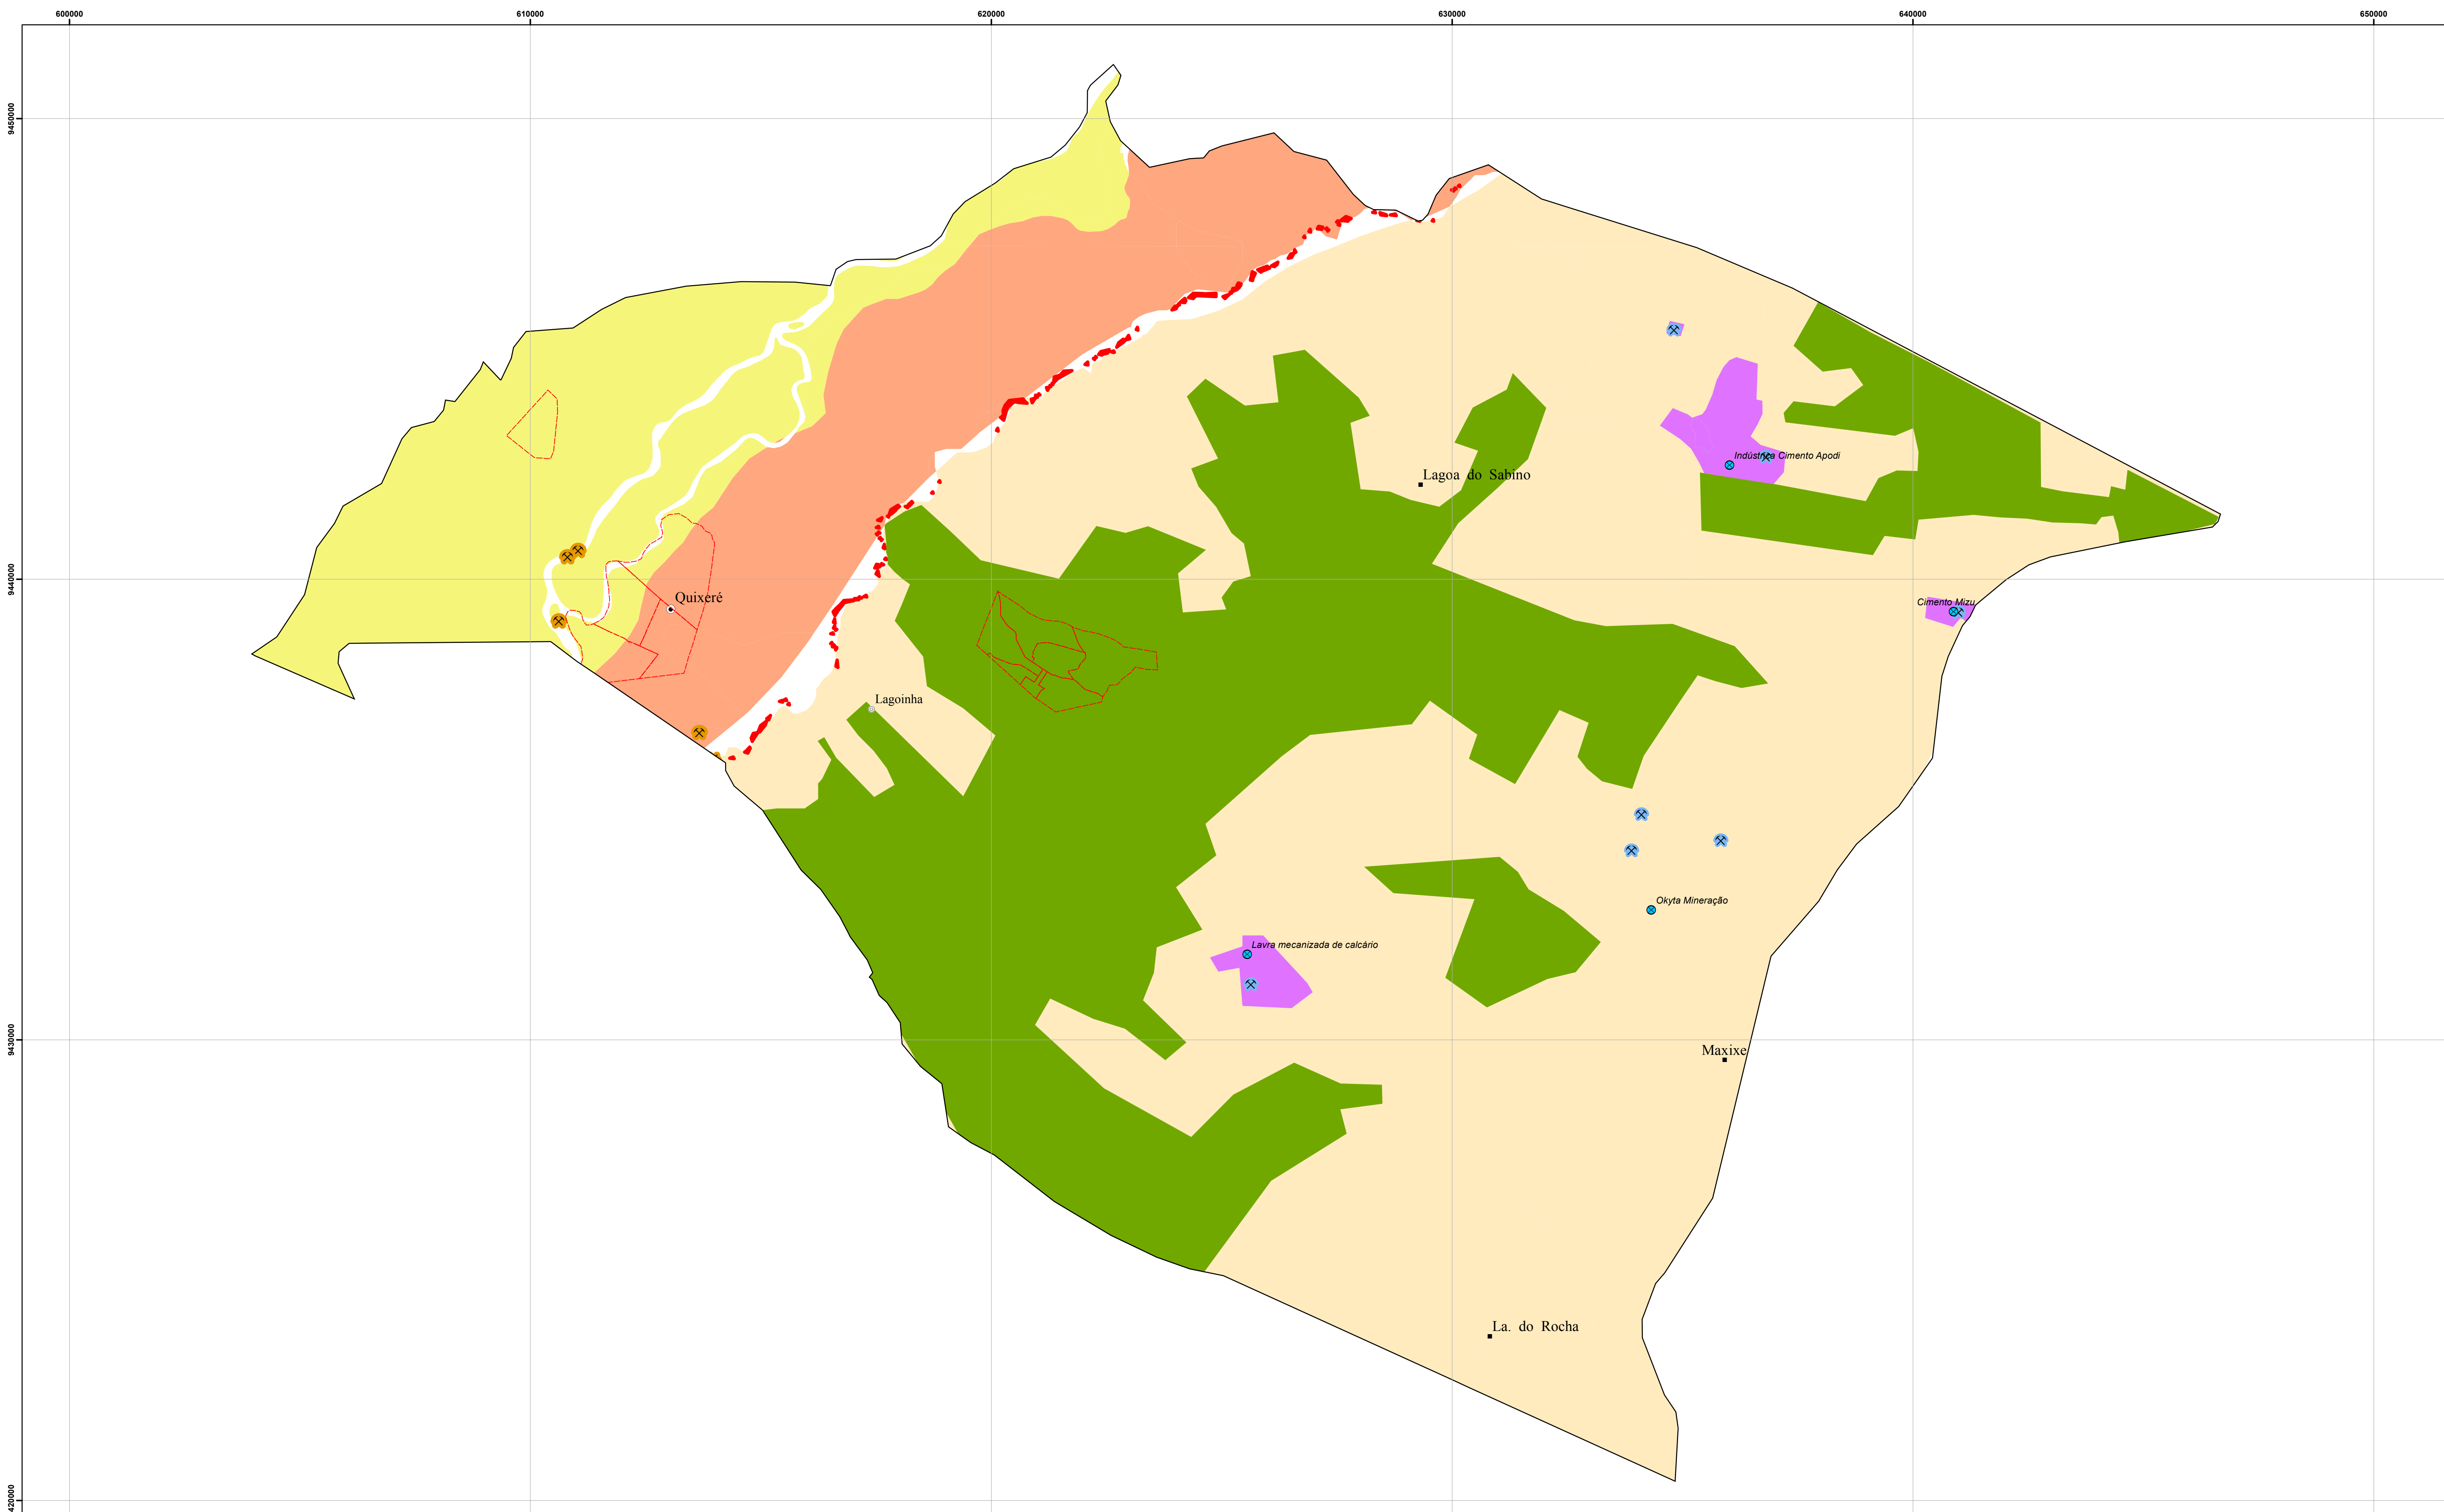 600000
610000
620000
630000
640000
650000
9450000
Indústria Cimento Apodi
Lagoa do Sabino
9440000
Quixeré
Cimento Mizu
Lagoinha
Okyta Mineração
Lavra mecanizada de calcário
9430000
Maxixe
La. do Rocha
420000